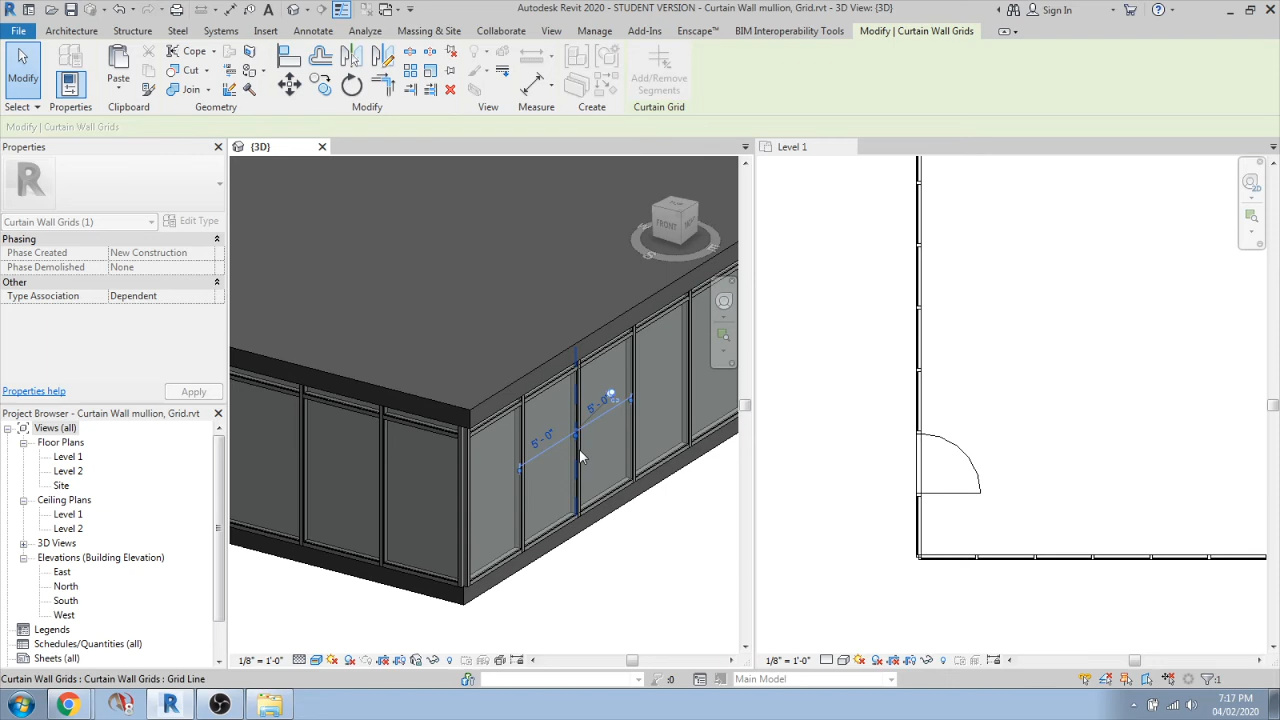 Autodesk Revit 2020 - STUDENT VERSION - Curtain Wall mullion, Grid.rvt - 3D View: {3D}
Sign In
File Architecture Structure Steel Systems Insert Annotate Analyze Massing & Site Collaborate View Manage Add-Ins Enscape™ BIM Interoperability Tools Modify | Curtain Wall Grids
Modify
Paste
Cope
Cut
Join
Add/Remove
Segments
Select Properties Clipboard Geometry Modify View Measure Create Curtain Grid
Modify | Curtain Wall Grids
Properties
{3D}
Level 1
R
Curtain Wall Grids (1)
Edit Type
Phasing
Phase Created New Construction
Phase Demolished None
Other
Type Association Dependent
Properties help
Apply
Project Browser - Curtain Wall mullion, Grid.rvt
Views (all)
Floor Plans
Level 1
Level 2
Site
Ceiling Plans
Level 1
Level 2
3D Views
Elevations (Building Elevation)
East
North
South
West
Legends
Schedules/Quantities (all)
Sheets (all)
FRONT
5' - 0"
5' - 0"
2D
1/8" = 1'-0"
1/8" = 1'-0"
Curtain Wall Grids : Curtain Wall Grids : Grid Line
:0
Main Model
:1
7:17 PM
04/02/2020